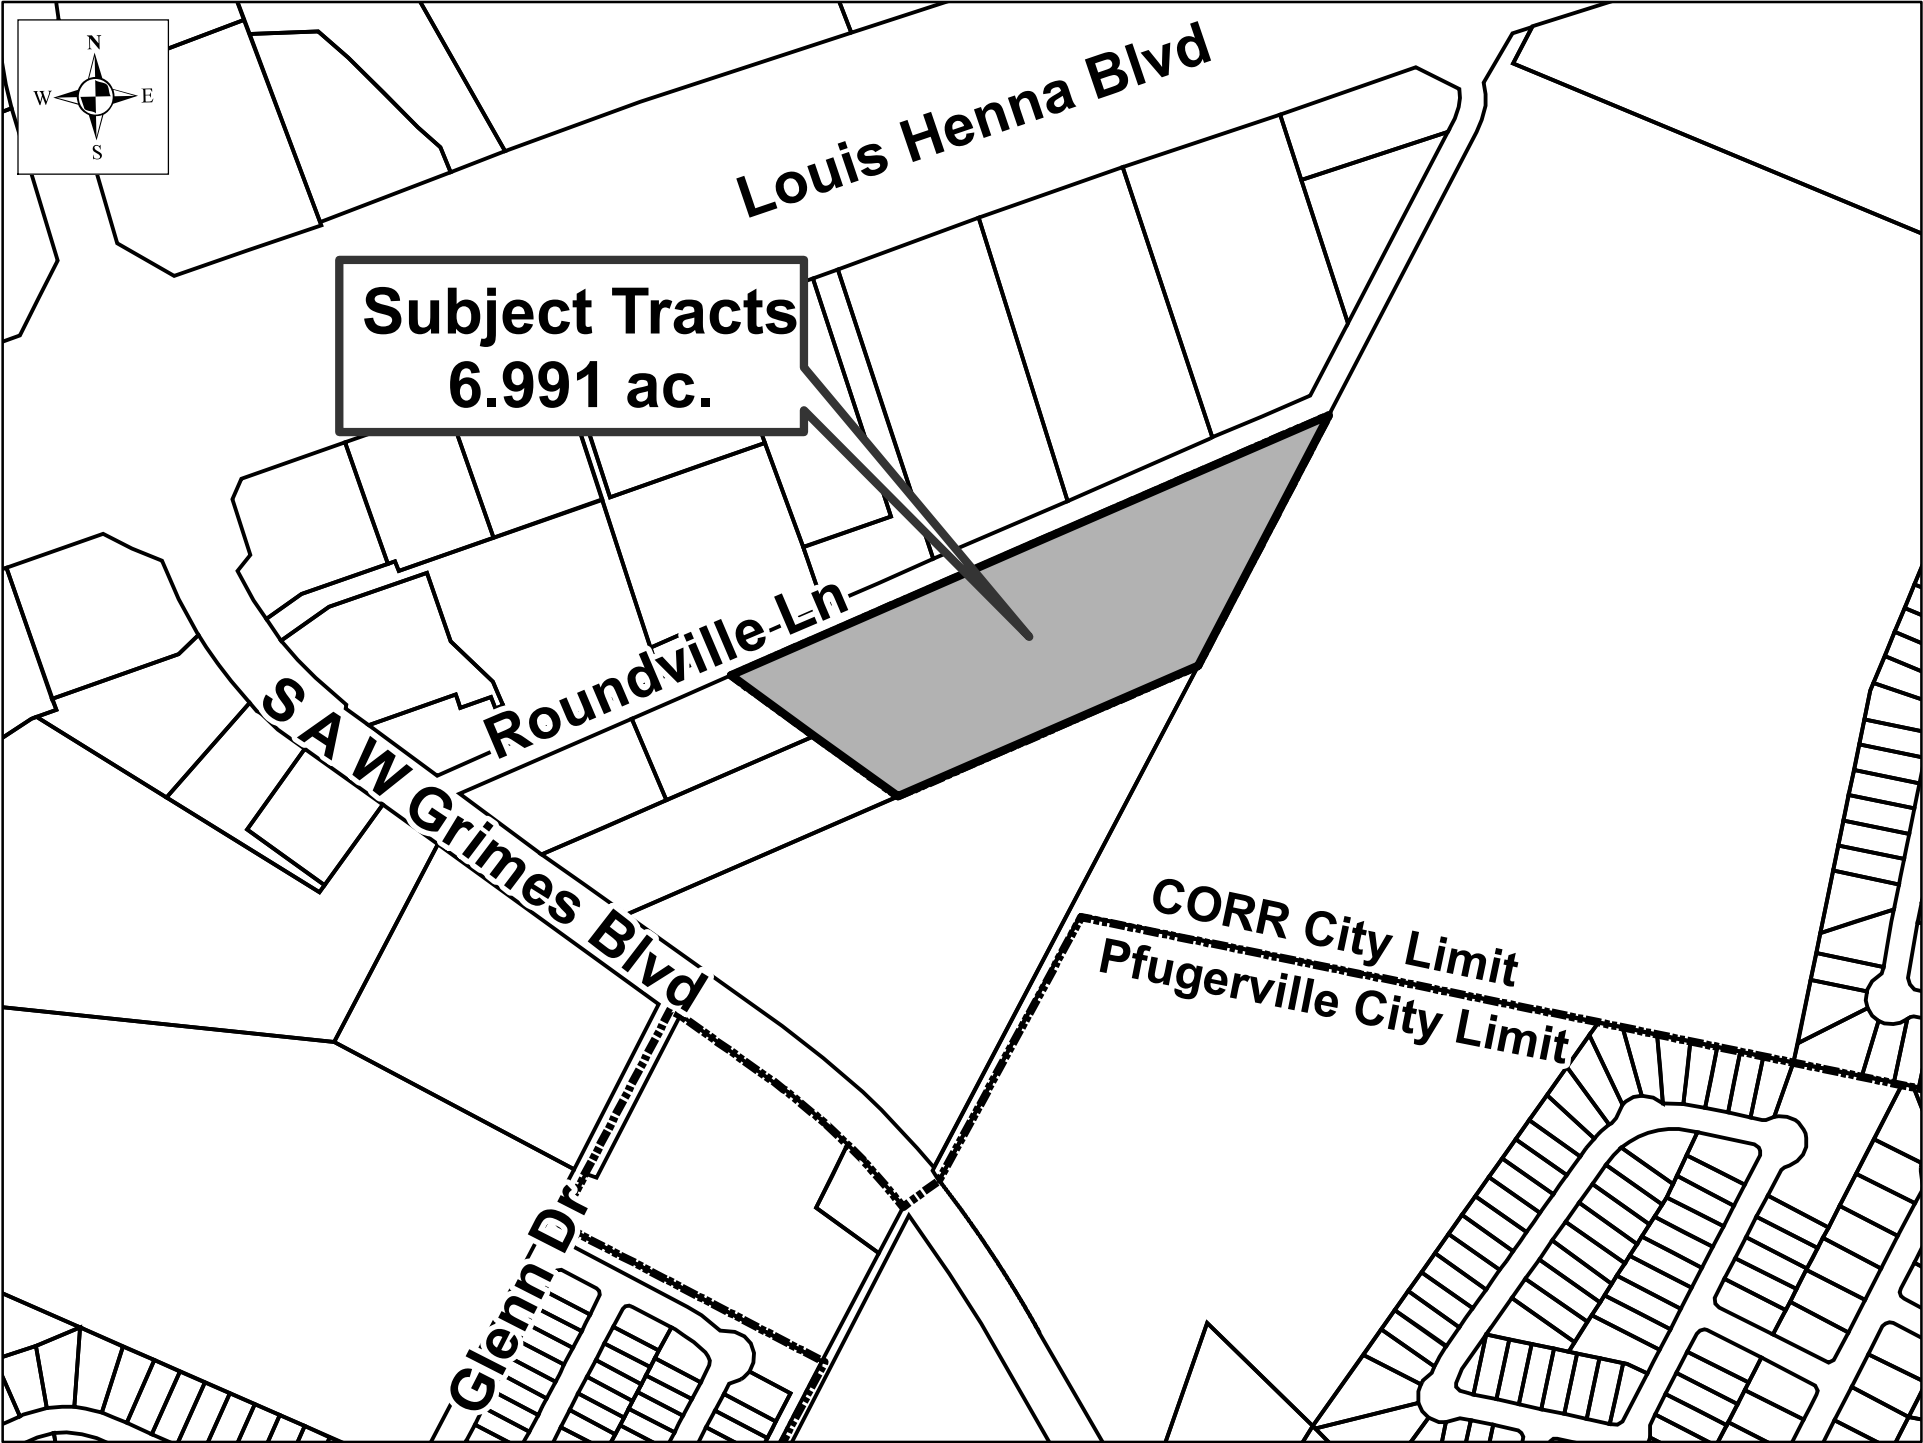 N
W E
S
Louis Henna Blvd
Subject Tracts
6.991 ac.
Roundville Ln
S A W Grimes Blvd
CORR City Limit
Pfugerville City Limit
Glenn Dr